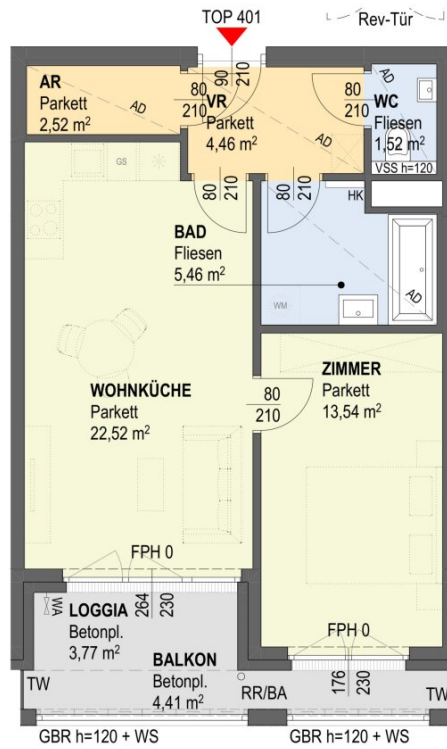 TOP 401
Rev-Tür
AR
Parkett
2,52 m²
AD
80
210
90
210
VR
Parkett
4,46 m²
AD
80
210
AD
WC
Fliesen
1,52 m²
VSS h=120
GS
80
210
80
210
HK
BAD
Fliesen
5,46 m²
WM
AD
WOHNKÜCHE
Parkett
22,52 m²
80
210
ZIMMER
Parkett
13,54 m²
FPH 0
264
230
WA
LOGGIA
Betonpl.
3,77 m²
BALKON
Betonpl.
4,41 m²
FPH 0
176
230
TW
RR/BA
TW
GBR h=120 + WS
GBR h=120 + WS